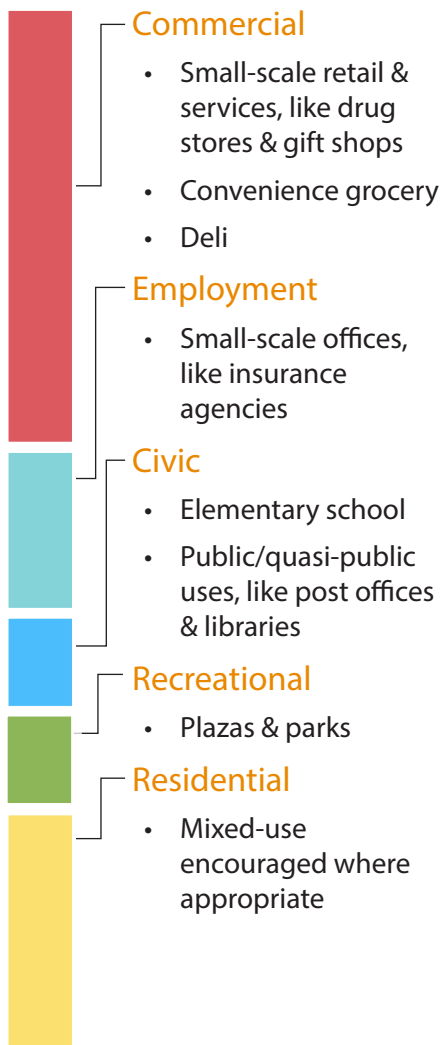 Commercial
• Small-scale retail &
services, like drug
stores & gift shops
• Convenience grocery
• Deli
Employment
• Small-scale offices,
like insurance
agencies
Civic
• Elementary school
• Public/quasi-public
uses, like post offices
& libraries
Recreational
• Plazas & parks
Residential
• Mixed-use
encouraged where
appropriate